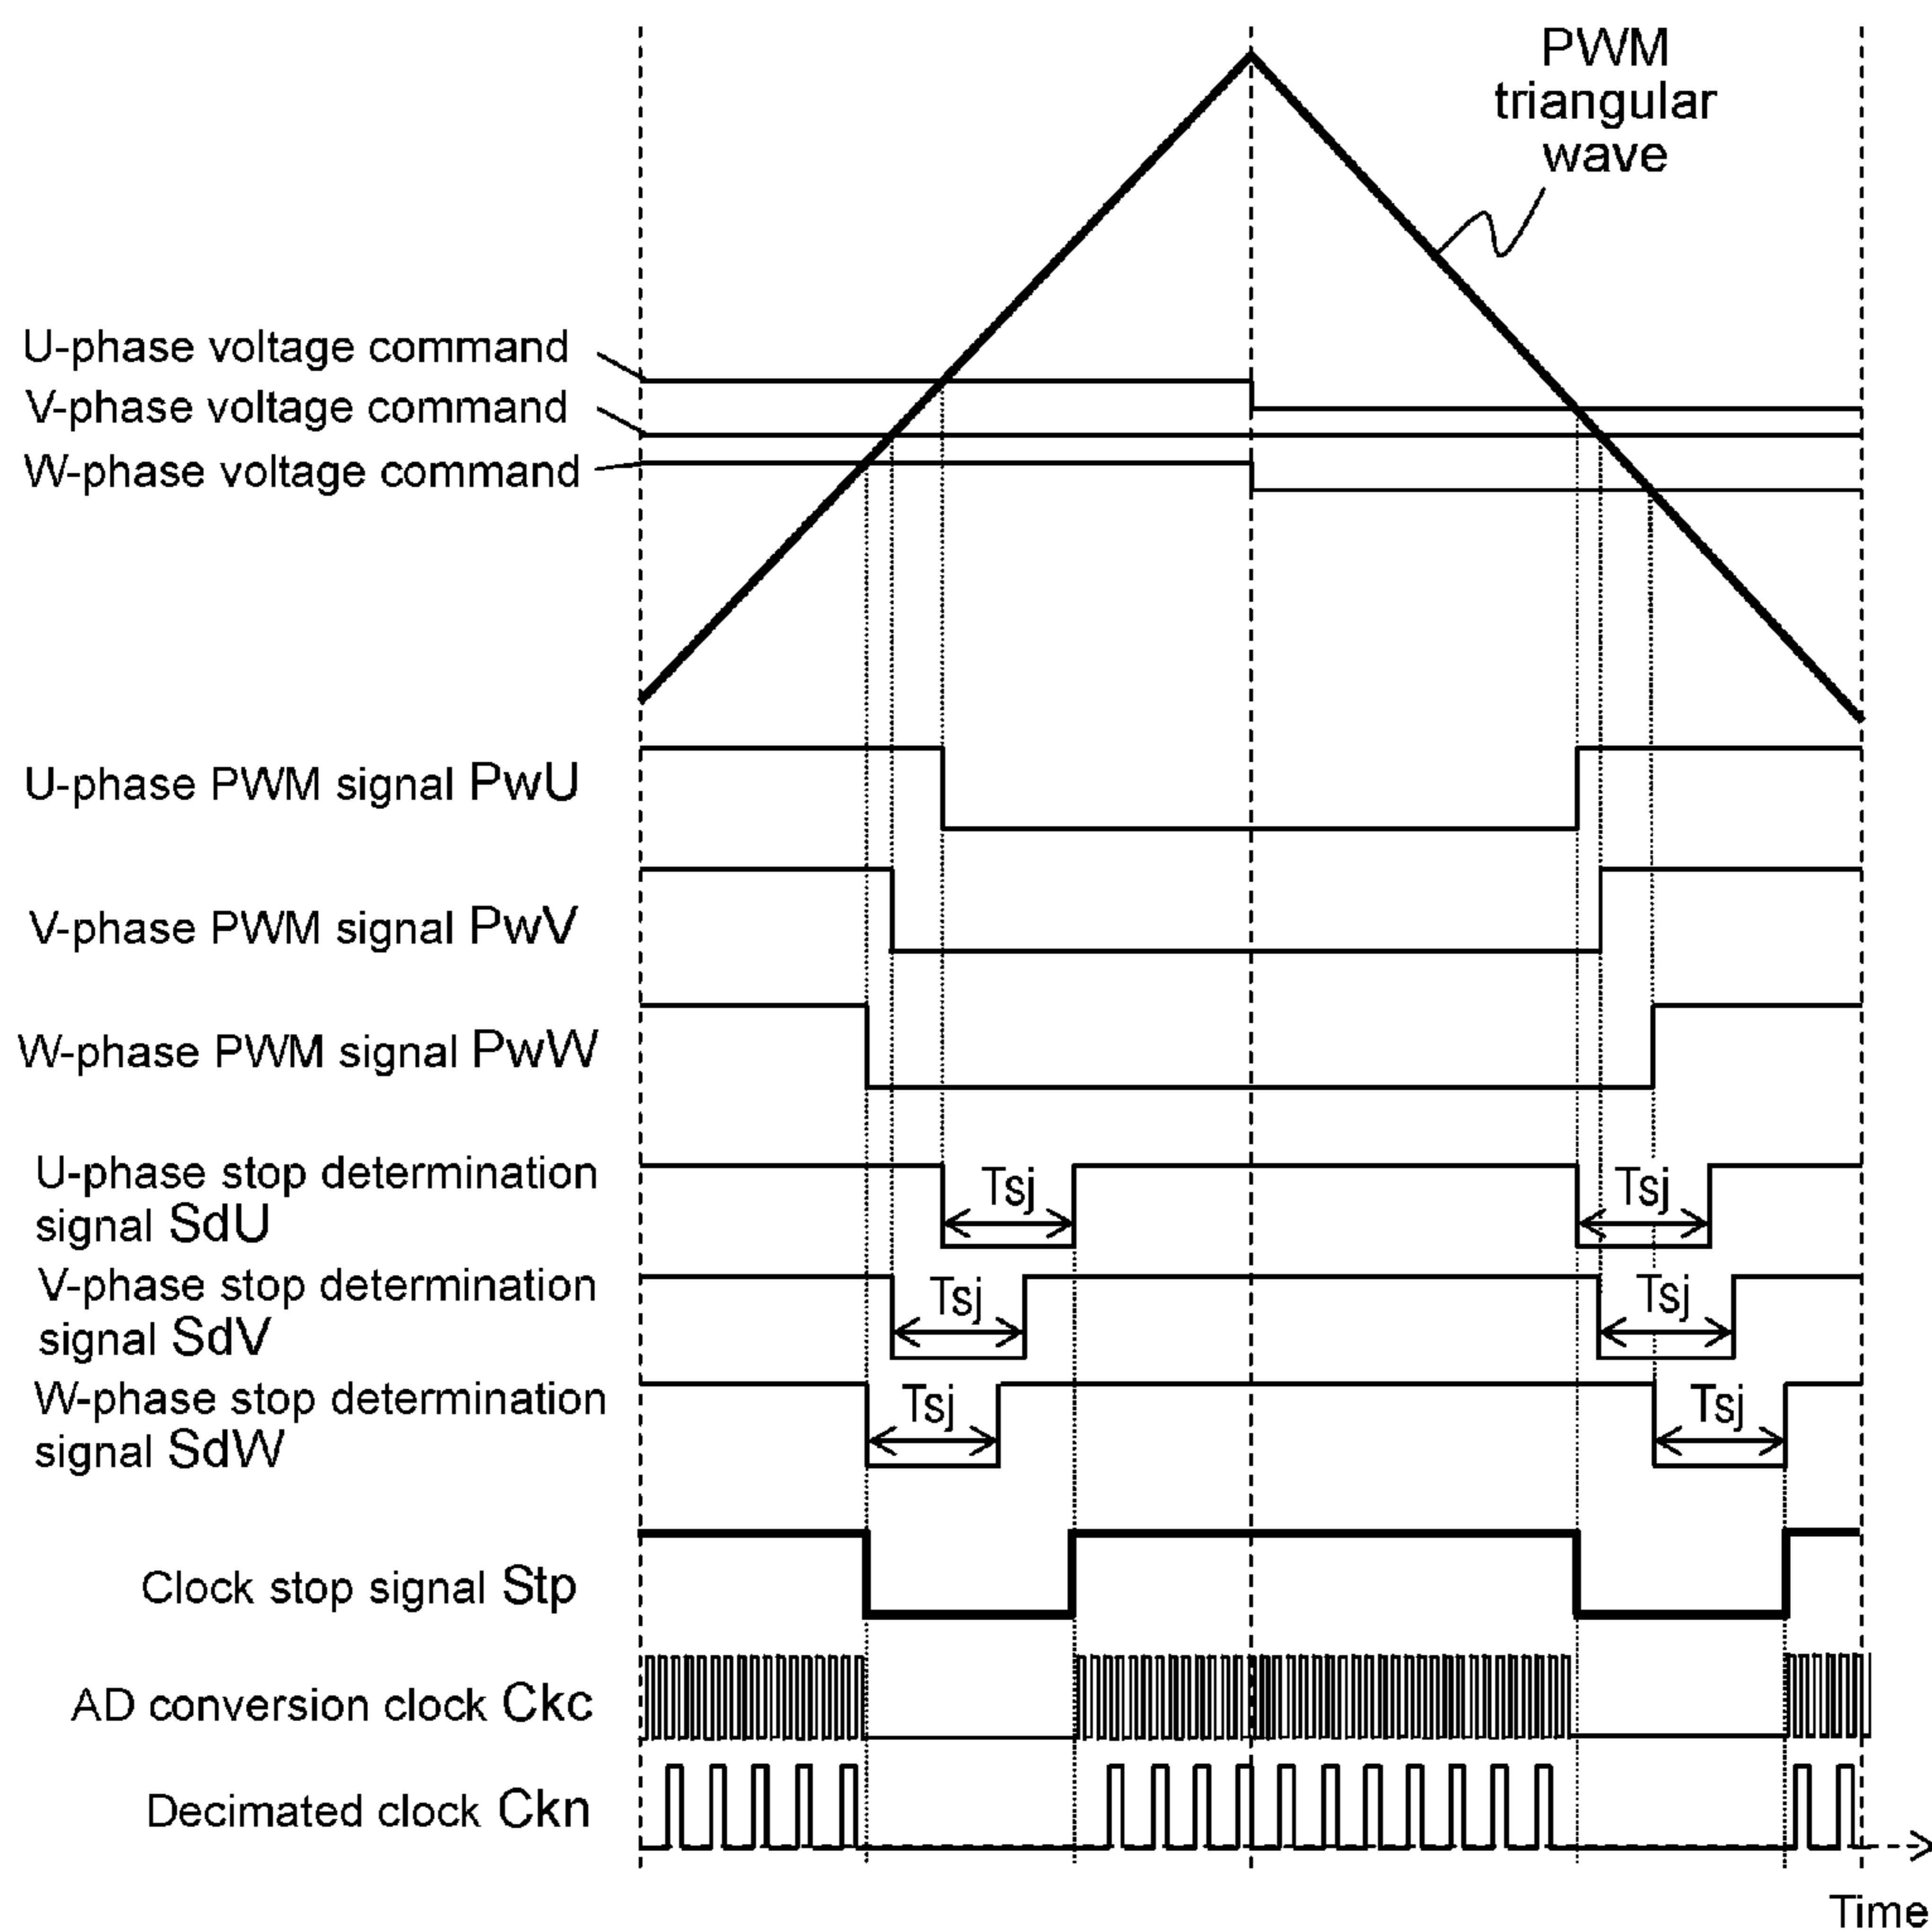 PWM
triangular
wave
U-phase voltage command
V-phase voltage command
W-phase voltage command
U-phase PWM signal PwU
V-phase PWM signal PwV
W-phase PWM signal PwW
U-phase stop determination
signal SdU
Tsj
Tsj
V-phase stop determination
signal SdV
Tsj
Tsj
W-phase stop determination
signal SdW
Tsj
Tsj
Clock stop signal Stp
AD conversion clock Ckc
Decimated clock Ckn
Time